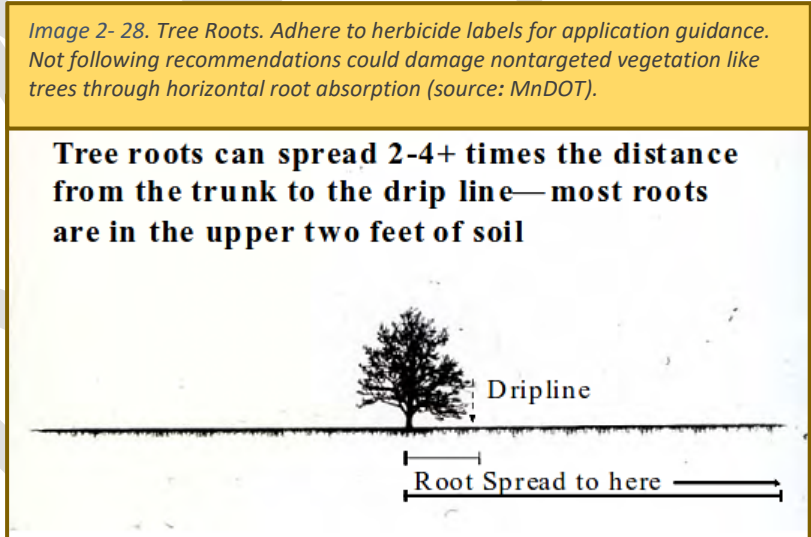 Image 2- 28. Tree Roots. Adhere to herbicide labels for application guidance.
Not following recommendations could damage nontargeted vegetation like
trees through horizontal root absorption (source: MnDOT).
Tree roots can spread 2-4+ times the distance
from the trunk to the drip line—most roots
are in the upper two feet of soil
Dripline
Root Spread to here